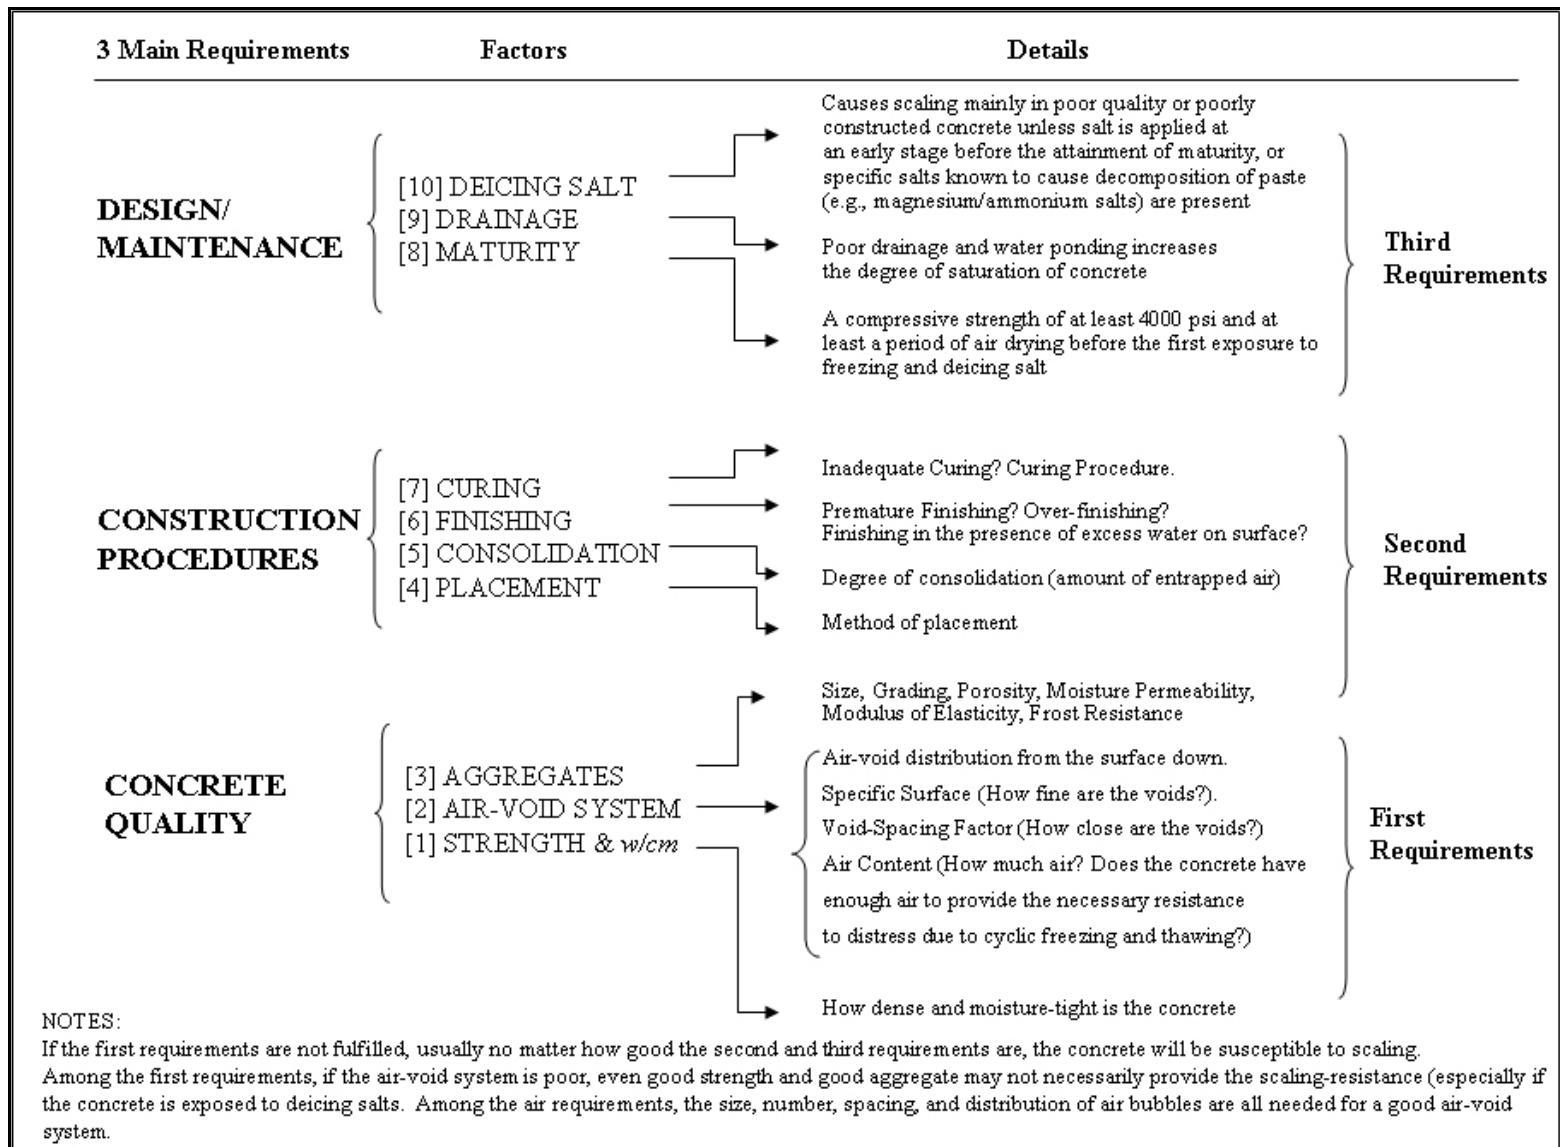 3 Main Requirements Factors Details
DESIGN/
MAINTENANCE
[10] DEICING SALT
[9] DRAINAGE
[8] MATURITY
Causes scaling mainly in poor quality or poorly
constructed concrete unless salt is applied at
an early stage before the attainment of maturity, or
specific salts known to cause decomposition of paste
(e.g., magnesium/ammonium salts) are present
Poor drainage and water ponding increases
the degree of saturation of concrete
A compressive strength of at least 4000 psi and at
least a period of air drying before the first exposure to
freezing and deicing salt
Third
Requirements
CONSTRUCTION
PROCEDURES
[7] CURING
[6] FINISHING
[5] CONSOLIDATION
[4] PLACEMENT
Inadequate Curing? Curing Procedure.
Premature Finishing? Over-finishing?
Finishing in the presence of excess water on surface?
Degree of consolidation (amount of entrapped air)
Method of placement
Second
Requirements
CONCRETE
QUALITY
[3] AGGREGATES
[2] AIR-VOID SYSTEM
[1] STRENGTH & w/cm
Size, Grading, Porosity, Moisture Permeability,
Modulus of Elasticity, Frost Resistance
Air-void distribution from the surface down.
Specific Surface (How fine are the voids?).
Void-Spacing Factor (How close are the voids?)
Air Content (How much air? Does the concrete have
enough air to provide the necessary resistance
to distress due to cyclic freezing and thawing?)
How dense and moisture-tight is the concrete
First
Requirements
NOTES:
If the first requirements are not fulfilled, usually no matter how good the second and third requirements are, the concrete will be susceptible to scaling.
Among the first requirements, if the air-void system is poor, even good strength and good aggregate may not necessarily provide the scaling-resistance (especially if
the concrete is exposed to deicing salts. Among the air requirements, the size, number, spacing, and distribution of air bubbles are all needed for a good air-void
system.